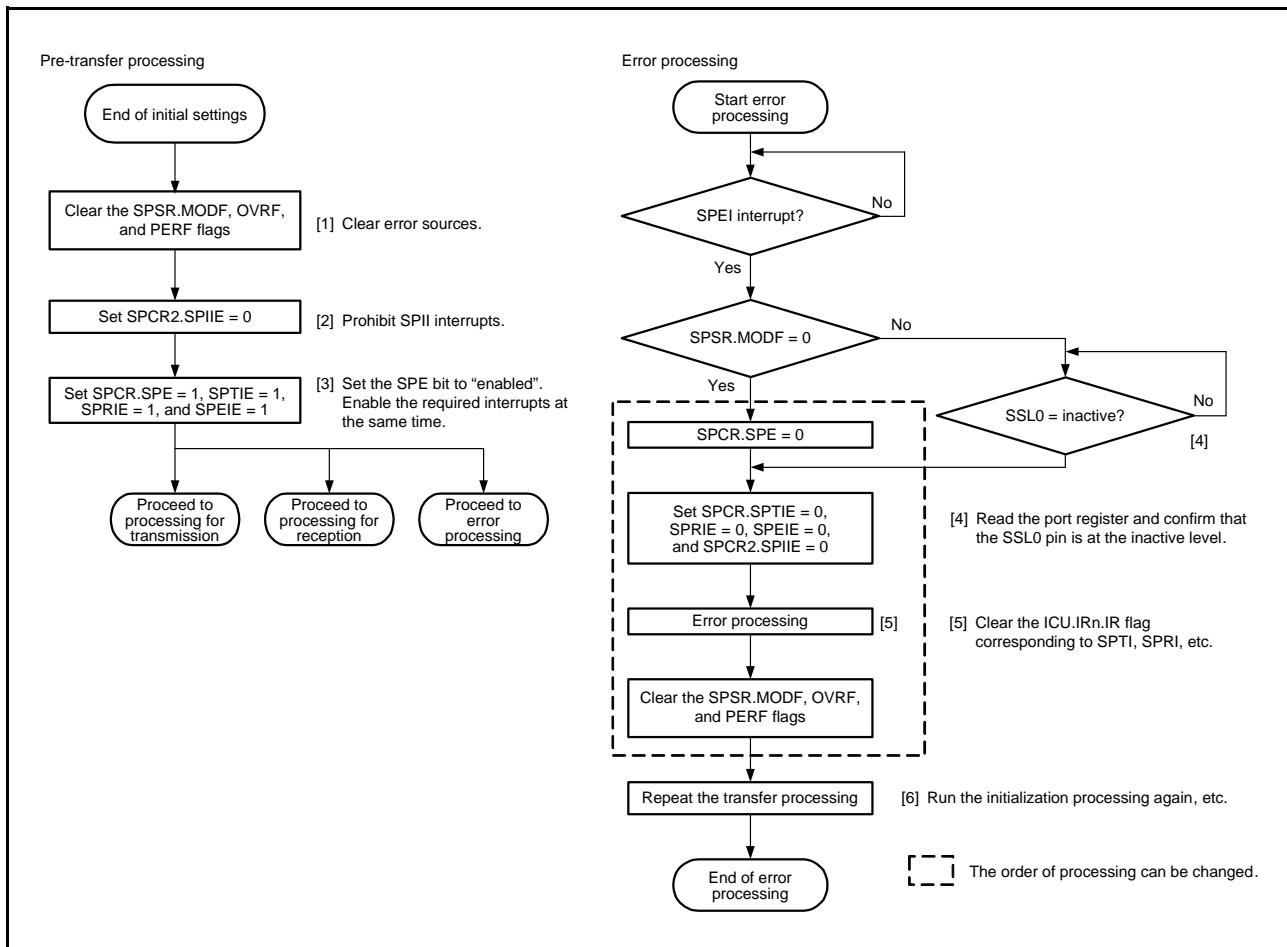 Pre-transfer processing
End of initial settings
Clear the SPSR.MODF, OVRF,
and PERF flags
[1] Clear error sources.
Set SPCR2.SPIIE = 0
[2] Prohibit SPII interrupts.
Set SPCR.SPE = 1, SPTIE = 1,
SPRIE = 1, and SPEIE = 1
[3] Set the SPE bit to “enabled”.
Enable the required interrupts at
the same time.
Proceed to
processing for
transmission
Proceed to
processing for
reception
Proceed to
error
processing
Error processing
Start error
processing
SPEI interrupt?
No
Yes
SPSR.MODF = 0
No
Yes
SSL0 = inactive?
No
[4]
SPCR.SPE = 0
Set SPCR.SPTIE = 0,
SPRIE = 0, SPEIE = 0,
and SPCR2.SPIIE = 0
[4] Read the port register and confirm that
the SSL0 pin is at the inactive level.
Error processing
[5]
[5] Clear the ICU.IRn.IR flag
corresponding to SPTI, SPRI, etc.
Clear the SPSR.MODF, OVRF,
and PERF flags
Repeat the transfer processing
[6] Run the initialization processing again, etc.
End of error
processing
The order of processing can be changed.